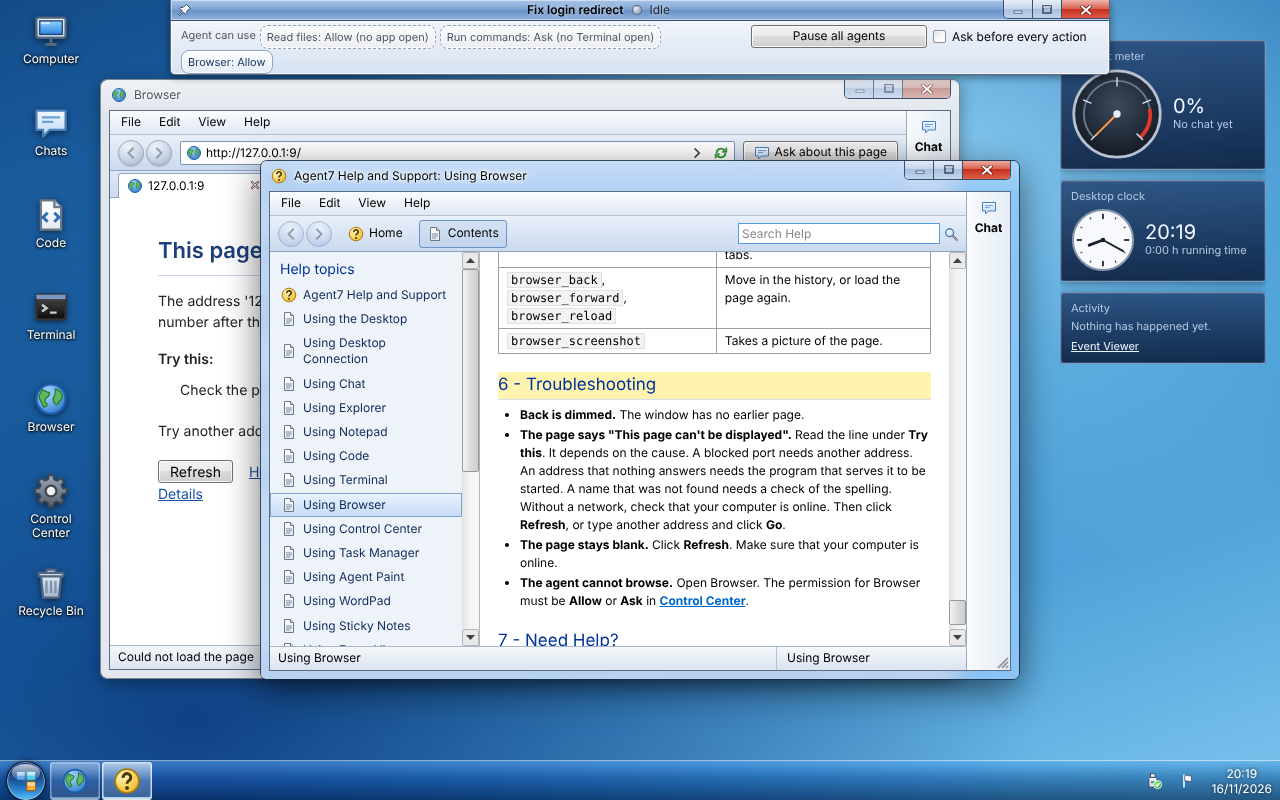 Computer
Chats
Code
Terminal
Browser
Control
Center
Recycle Bin
Fix login redirect Idle
Agent can use
Read files: Allow (no app open)
Run commands: Ask (no Terminal open)
Pause all agents
Ask before every action
Browser: Allow
Browser
File Edit View Help
http://127.0.0.1:9/
Ask about this page
Chat
127.0.0.1:9
This page
The address '12
number after th
Try this:
Check the p
Try another add
Refresh H
Details
Could not load the page
Agent7 Help and Support: Using Browser
File Edit View Help
Home
Contents
Search Help
Chat
Help topics
Agent7 Help and Support
Using the Desktop
Using Desktop
Connection
Using Chat
Using Explorer
Using Notepad
Using Code
Using Terminal
Using Browser
Using Control Center
Using Task Manager
Using Agent Paint
Using WordPad
Using Sticky Notes
tabs.
browser_back,
browser_forward,
browser_reload
Move in the history, or load the
page again.
browser_screenshot
Takes a picture of the page.
6 - Troubleshooting
• Back is dimmed. The window has no earlier page.
• The page says "This page can't be displayed". Read the line under Try
this. It depends on the cause. A blocked port needs another address.
An address that nothing answers needs the program that serves it to be
started. A name that was not found needs a check of the spelling.
Without a network, check that your computer is online. Then click
Refresh, or type another address and click Go.
• The page stays blank. Click Refresh. Make sure that your computer is
online.
• The agent cannot browse. Open Browser. The permission for Browser
must be Allow or Ask in Control Center.
7 - Need Help?
Using Browser
Using Browser
meter
0%
No chat yet
Desktop clock
20:19
0:00 h running time
Activity
Nothing has happened yet.
Event Viewer
20:19
16/11/2026